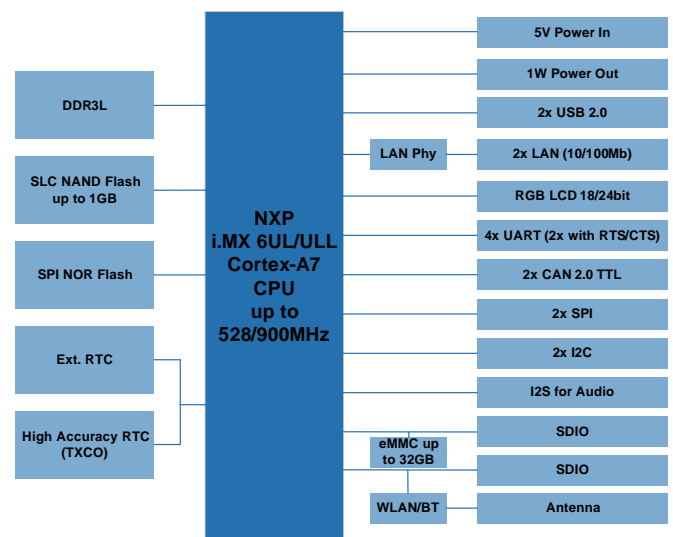 DDR3L
SLC NAND Flash
up to 1GB
SPI NOR Flash
Ext. RTC
High Accuracy RTC
(TXCO)
NXP
i.MX 6UL/ULL
Cortex-A7
CPU
up to
528/900MHz
LAN Phy
eMMC up
to 32GB
WLAN/BT
5V Power In
1W Power Out
2x USB 2.0
2x LAN (10/100Mb)
RGB LCD 18/24bit
4x UART (2x with RTS/CTS)
2x CAN 2.0 TTL
2x SPI
2x I2C
I2S for Audio
SDIO
SDIO
Antenna